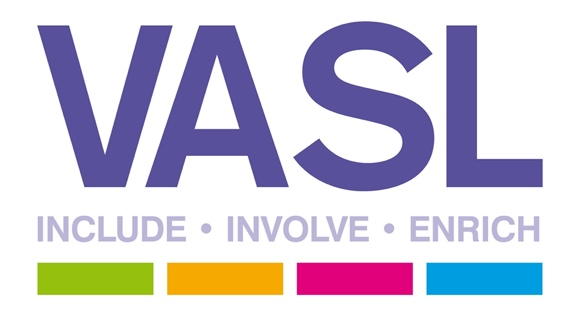 VASL
INCLUDE • INVOLVE • ENRICH